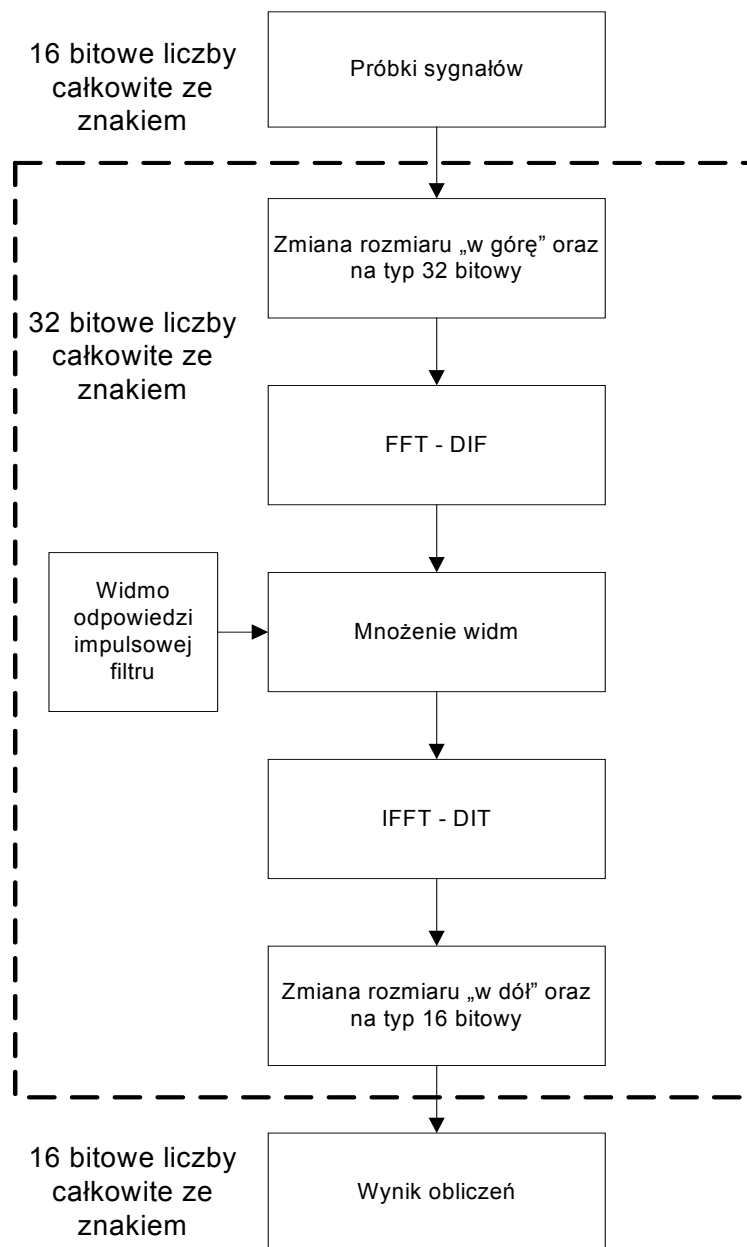 16 bitowe liczby
całkowite ze
znakiem
Próbki sygnałów
Zmiana rozmiaru „w górę” oraz
na typ 32 bitowy
32 bitowe liczby
całkowite ze
znakiem
FFT - DIF
Widmo
odpowiedzi
impulsowej
filtru
Mnożenie widm
IFFT - DIT
Zmiana rozmiaru „w dół” oraz
na typ 16 bitowy
16 bitowe liczby
całkowite ze
znakiem
Wynik obliczeń